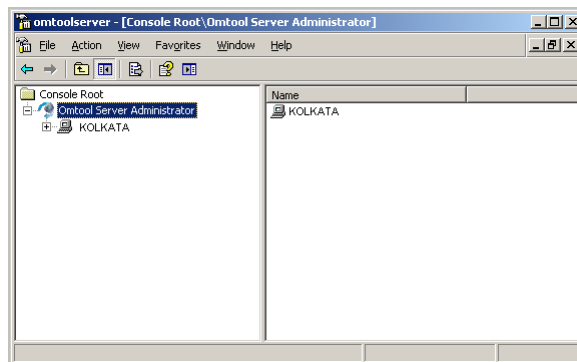 omtoolserver - [Console Root\Omtool Server Administrator]
File Action View Favorites Window Help
Console Root
Omtool Server Administrator
KOLKATA
Name
KOLKATA